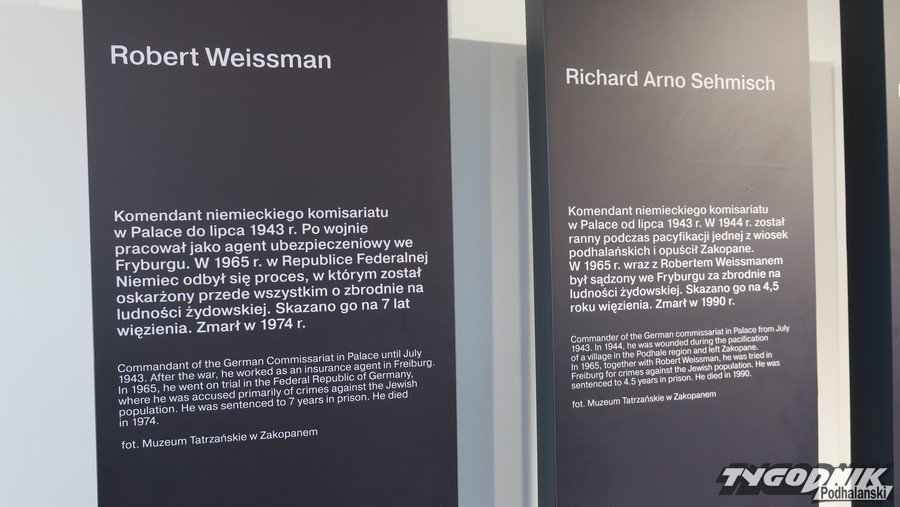 Robert Weissman
Komendant niemieckiego komisariatu
w Palace do lipca 1943 r. Po wojnie
pracował jako agent ubezpieczeniowy we
Fryburgu. W 1965 r. w Republice Federalnej
Niemiec odbył się proces, w którym został
oskarżony przede wszystkim o zbrodnie na
ludności żydowskiej. Skazano go na 7 lat
więzienia. Zmarł w 1974 r.
Commandant of the German Commissariat in Palace until July
1943. After the war, he worked as an insurance agent in Freiburg.
In 1965, he went on trial in the Federal Republic of Germany,
where he was accused primarily of crimes against the Jewish
population. He was sentenced to 7 years in prison. He died
in 1974.
fot. Muzeum Tatrzańskie w Zakopanem
Richard Arno Sehmisch
Komendant niemieckiego komisariatu
w Palace od lipca 1943 r. W 1944 r. został
ranny podczas pacyfikacji jednej z wiosek
podhalańskich i opuścił Zakopane.
W 1965 r. wraz z Robertem Weissmanem
był sądzony we Fryburgu za zbrodnie na
ludności żydowskiej. Skazano go na 4,5
roku więzienia. Zmarł w 1990 r.
Commander of the German commissariat in Palace from July
1943. In 1944, he was wounded during the pacification
of a village in the Podhale region and left Zakopane.
In 1965, together with Robert Weissman, he was tried in
Freiburg for crimes against the Jewish population. He was
sentenced to 4.5 years in prison. He died in 1990.
fot. Muzeum Tatrzańskie w Zakopanem
TYGODNIK
Podhalański